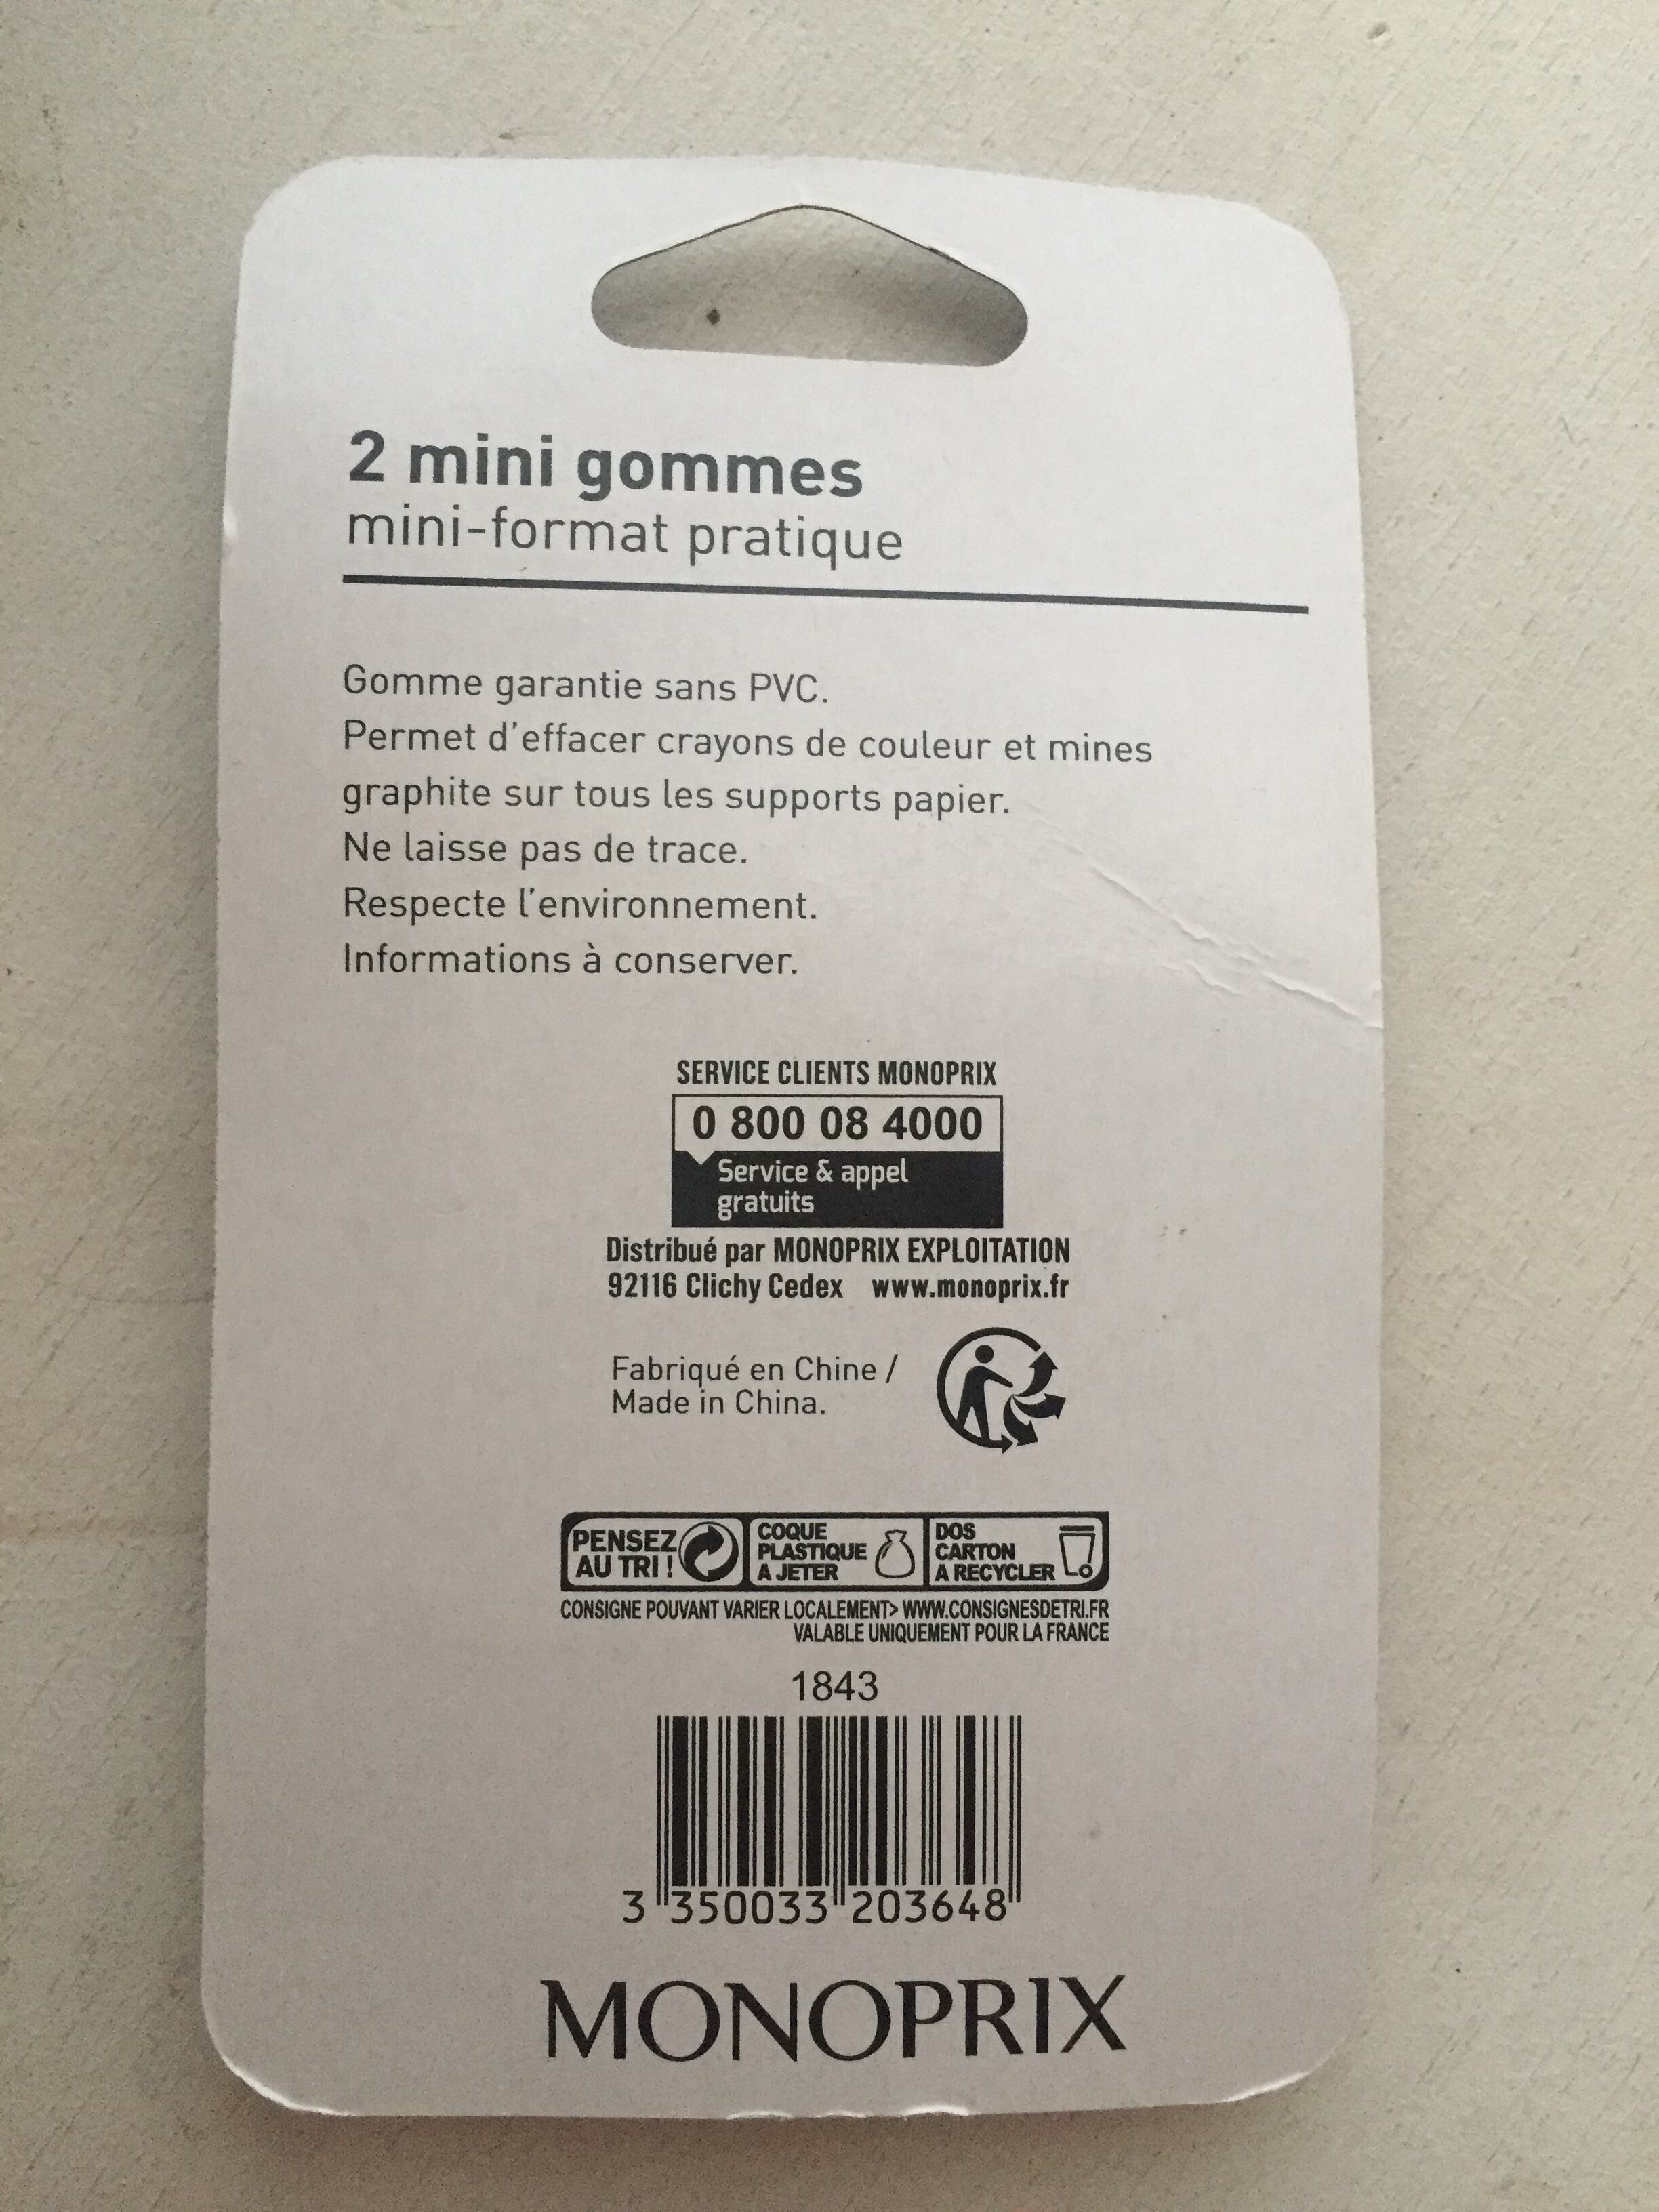 2 mini gommes
mini-format pratique
Gomme garantie sans PVC.
Permet d'effacer crayons de couleur et mines
graphite sur tous les supports papier.
Ne laisse pas de trace.
Respecte l'environnement.
Informations à conserver.
SERVICE CLIENTS MONOPRIX
0 800 08 4000
Service & appel
gratuits
Distribué par MONOPRIX EXPLOITATION
92116 Clichy Cedex www.monoprix.fr
Fabriqué en Chine /
Made in China.
PENSEZ
AU TRI !
COQUE
PLASTIQUE
A JETER
DOS
CARTON
A RECYCLER
CONSIGNE POUVANT VARIER LOCALEMENT> WWW.CONSIGNESDETRI.FR
VALABLE UNIQUEMENT POUR LA FRANCE
1843
3 350033 203648
MONOPRIX